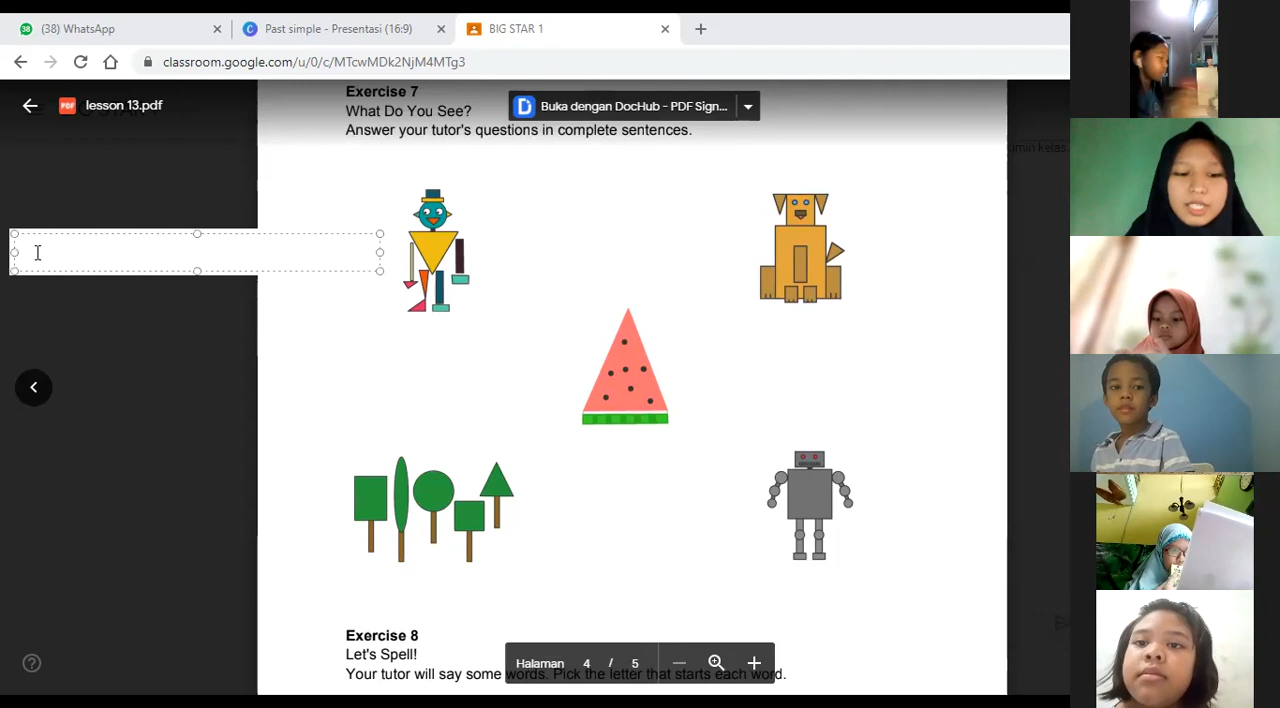 (38) WhatsApp
Past simple - Presentasi (16:9)
BIG STAR 1
classroom.google.com/u/0/c/MTcwMDk2NjM4MTg3
PDF lesson 13.pdf
Buka dengan DocHub - PDF Sign...
Exercise 7
What Do You See?
Answer your tutor's questions in complete sentences.
Exercise 8
Let's Spell!
Your tutor will say some words. Pick the letter that starts each word.
Halaman 4 / 5